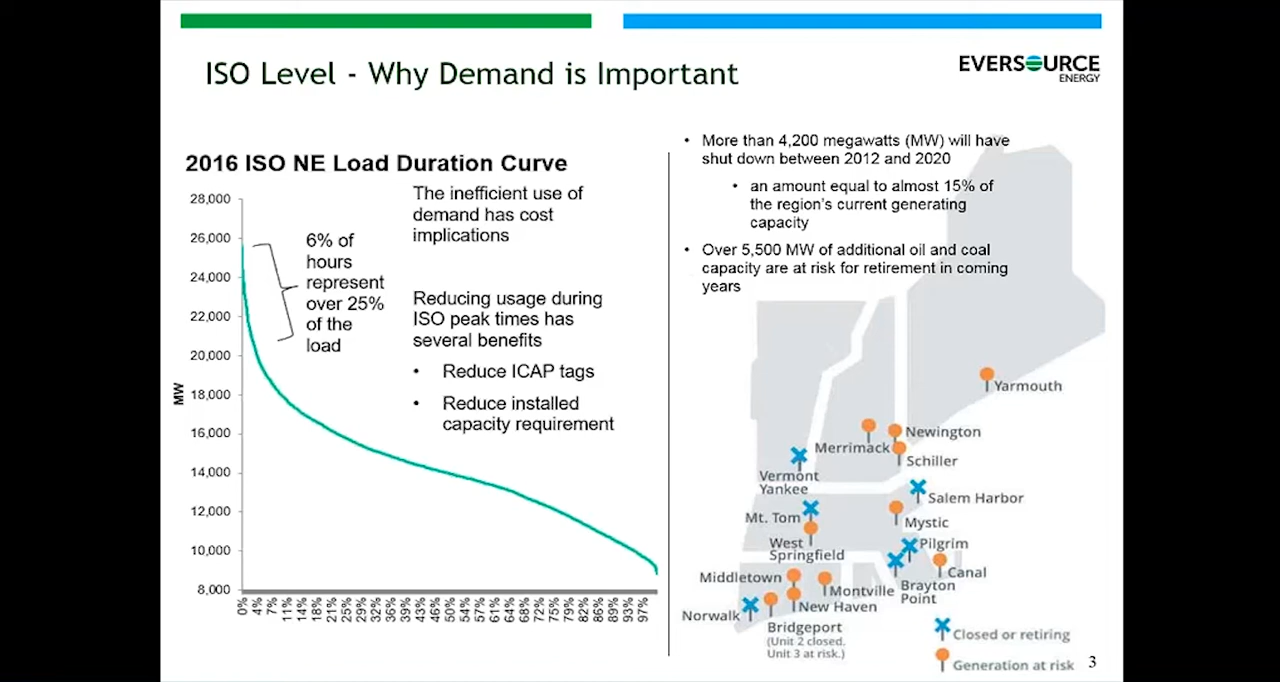 ISO Level - Why Demand is Important
EVERSOURCE
ENERGY
2016 ISO NE Load Duration Curve
28,000
26,000
24,000
22,000
20,000
18,000
16,000
14,000
12,000
10,000
8,000
MW
0%
4%
7%
11%
14%
18%
21%
25%
29%
32%
36%
39%
43%
46%
50%
54%
57%
61%
64%
68%
72%
75%
79%
82%
86%
89%
93%
97%
6% of
hours
represent
over 25%
of the
load
The inefficient use of
demand has cost
implications
Reducing usage during
ISO peak times has
several benefits
• Reduce ICAP tags
• Reduce installed
capacity requirement
• More than 4,200 megawatts (MW) will have
shut down between 2012 and 2020
• an amount equal to almost 15% of
the region's current generating
capacity
• Over 5,500 MW of additional oil and coal
capacity are at risk for retirement in coming
years
Yarmouth
Newington
Merrimack
Schiller
Vermont
Yankee
Salem Harbor
Mt. Tom
Mystic
West
Springfield
Pilgrim
Canal
Middletown
Montville
Brayton
Point
New Haven
Norwalk
Bridgeport
(Unit 2 closed.
Unit 3 at risk.)
Closed or retiring
Generation at risk
3